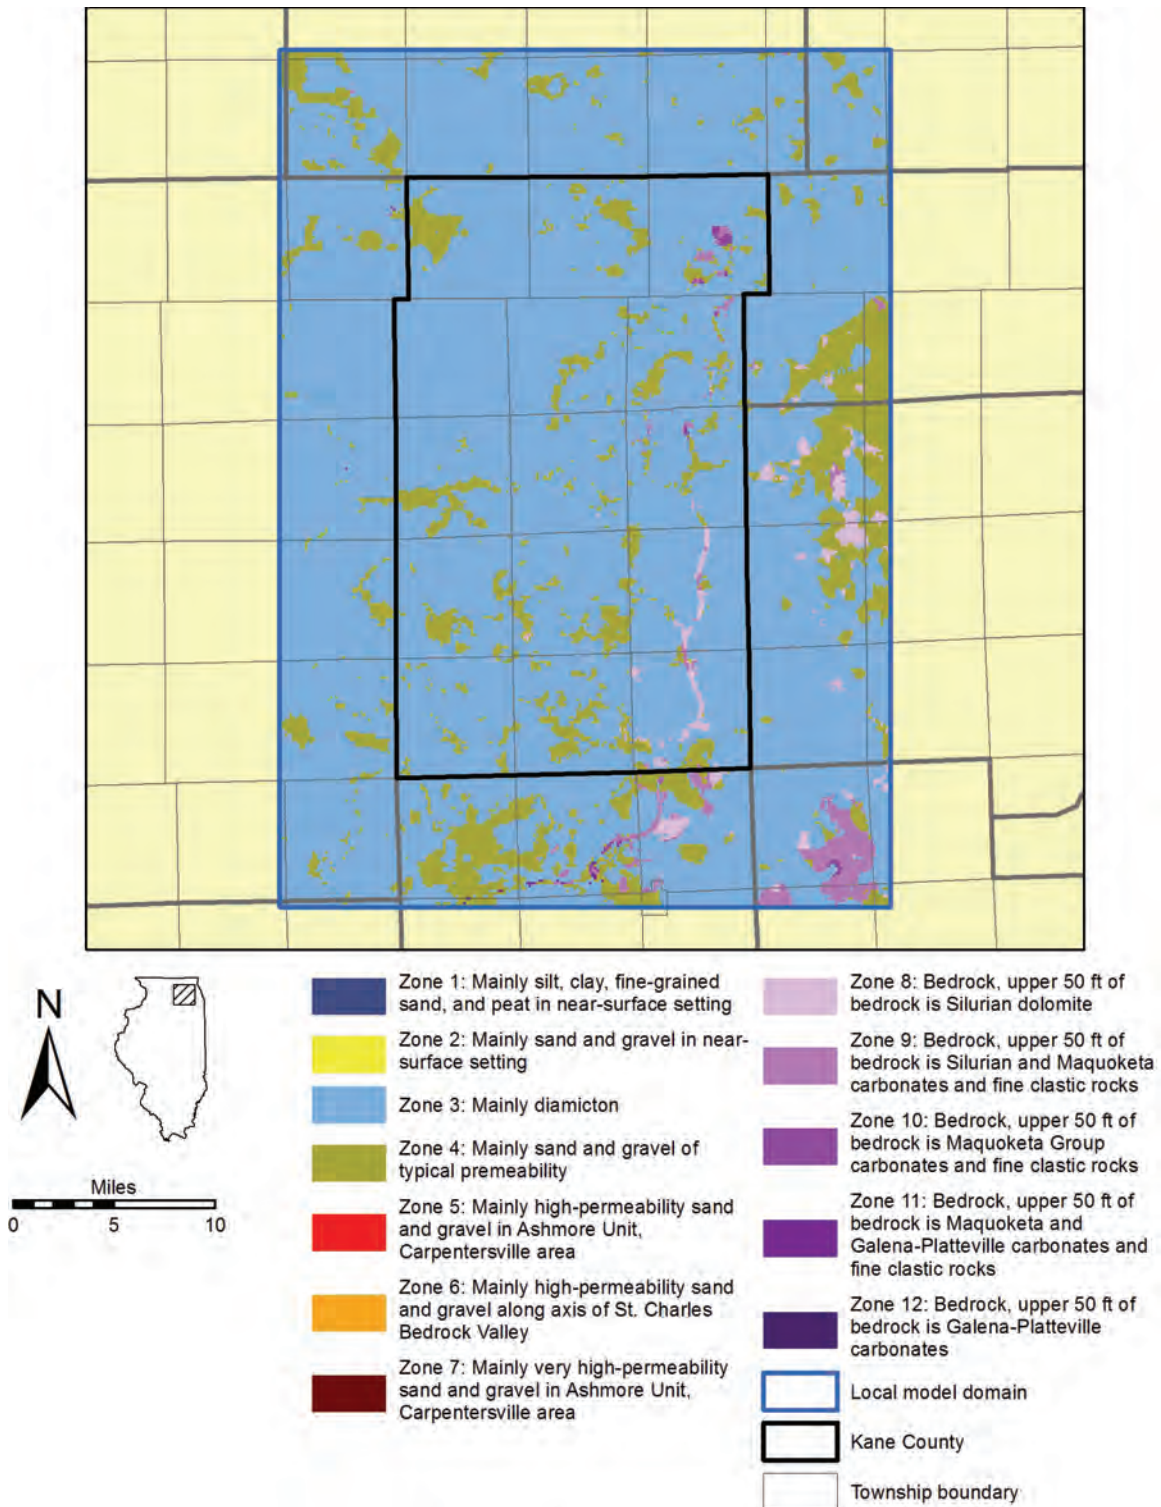 N
Miles
0 5 10
Zone 1: Mainly silt, clay, fine-grained
sand, and peat in near-surface setting
Zone 2: Mainly sand and gravel in near-
surface setting
Zone 3: Mainly diamicton
Zone 4: Mainly sand and gravel of
typical premeability
Zone 5: Mainly high-permeability sand
and gravel in Ashmore Unit,
Carpentersville area
Zone 6: Mainly high-permeability sand
and gravel along axis of St. Charles
Bedrock Valley
Zone 7: Mainly very high-permeability
sand and gravel in Ashmore Unit,
Carpentersville area
Zone 8: Bedrock, upper 50 ft of
bedrock is Silurian dolomite
Zone 9: Bedrock, upper 50 ft of
bedrock is Silurian and Maquoketa
carbonates and fine clastic rocks
Zone 10: Bedrock, upper 50 ft of
bedrock is Maquoketa Group
carbonates and fine clastic rocks
Zone 11: Bedrock, upper 50 ft of
bedrock is Maquoketa and
Galena-Platteville carbonates and
fine clastic rocks
Zone 12: Bedrock, upper 50 ft of
bedrock is Galena-Platteville
carbonates
Local model domain
Kane County
Township boundary